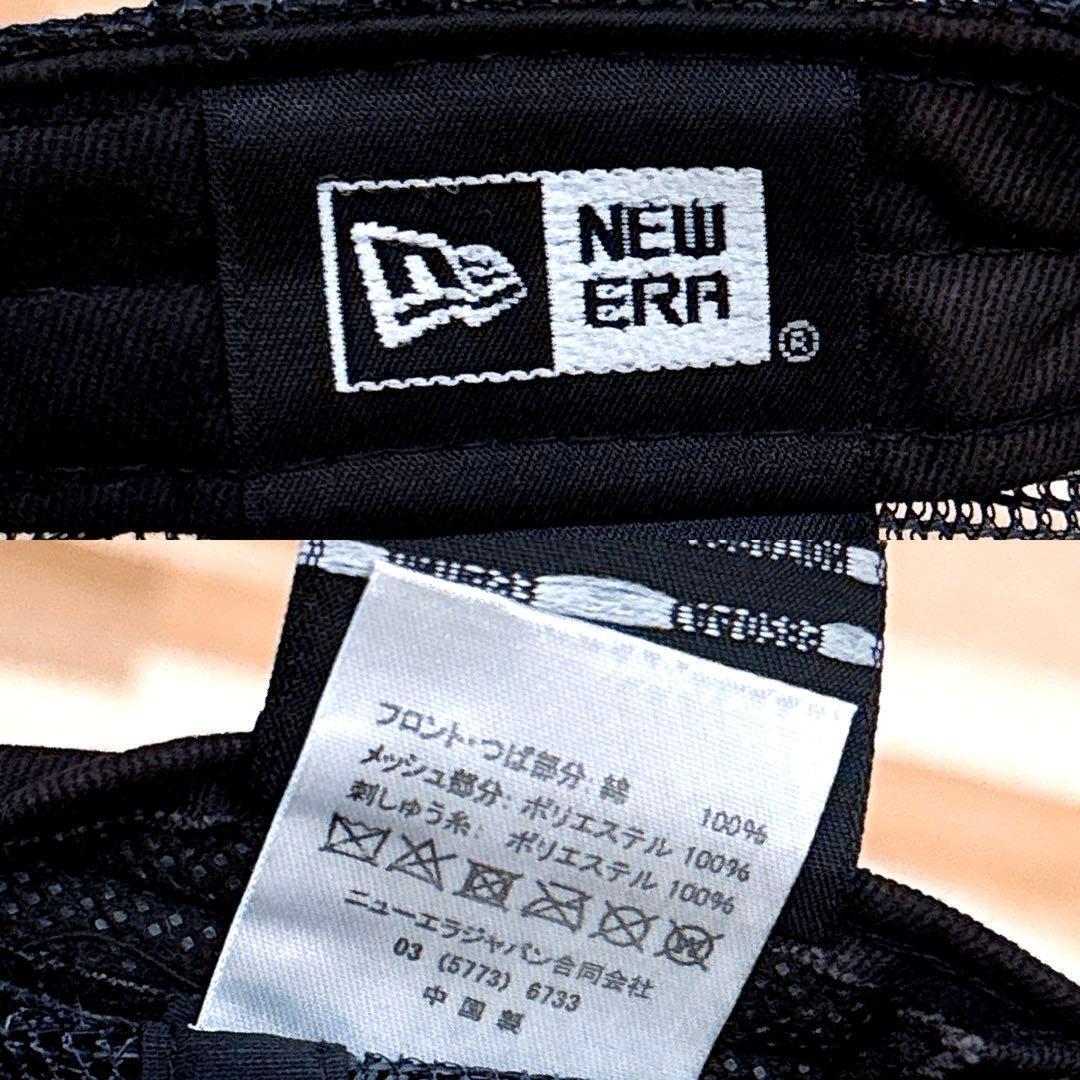 NEW
ERA
®
フロント・つば部分: 綿 100%
メッシュ部分: ポリエステル 100%
刺しゅう糸: ポリエステル 100%
ニューエラジャパン合同会社
03 (5773) 6733
中国製